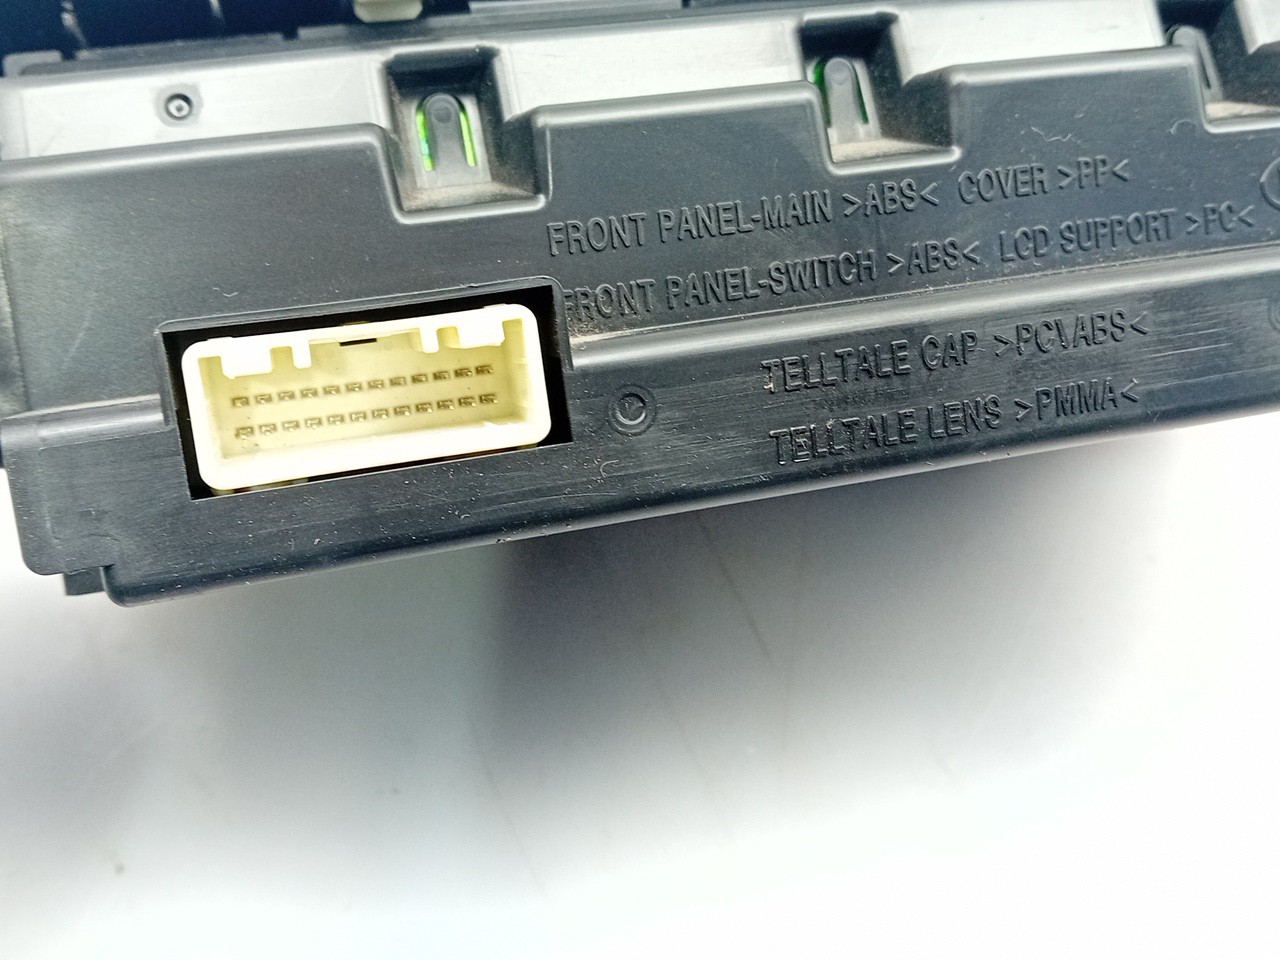 FRONT PANEL-MAIN >ABS< COVER >PP<
FRONT PANEL-SWITCH >ABS< LCD SUPPORT >PC<
TELLTALE CAP >PC\ABS<
TELLTALE LENS >PMMA<